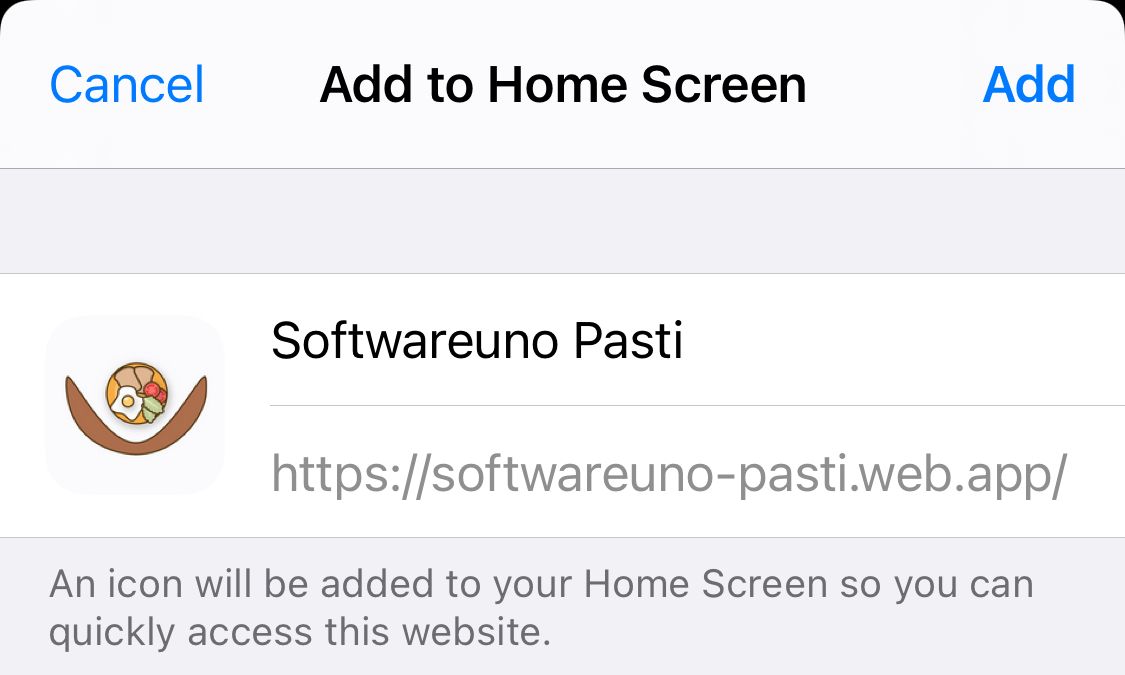 Cancel Add to Home Screen Add
Softwareuno Pasti
https://softwareuno-pasti.web.app/
An icon will be added to your Home Screen so you can
quickly access this website.